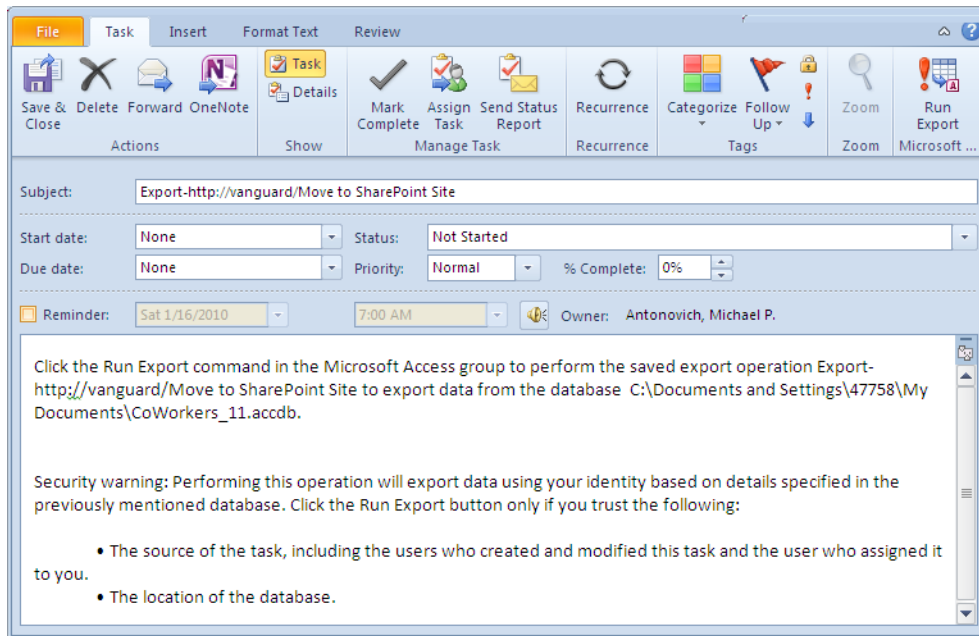 File Task Insert Format Text Review
Task
Details
Save & Delete Forward OneNote Mark Assign Send Status Recurrence Categorize Follow Zoom Run
Close Complete Task Report Up Export
Actions Show Manage Task Recurrence Tags Zoom Microsoft ...
Subject: Export-http://vanguard/Move to SharePoint Site
Start date: None Status: Not Started
Due date: None Priority: Normal % Complete: 0%
Reminder: Sat 1/16/2010 7:00 AM Owner: Antonovich, Michael P.
Click the Run Export command in the Microsoft Access group to perform the saved export operation Export-
http://vanguard/Move to SharePoint Site to export data from the database C:\Documents and Settings\47758\My
Documents\CoWorkers_11.accdb.
Security warning: Performing this operation will export data using your identity based on details specified in the
previously mentioned database. Click the Run Export button only if you trust the following:
• The source of the task, including the users who created and modified this task and the user who assigned it
to you.
• The location of the database.